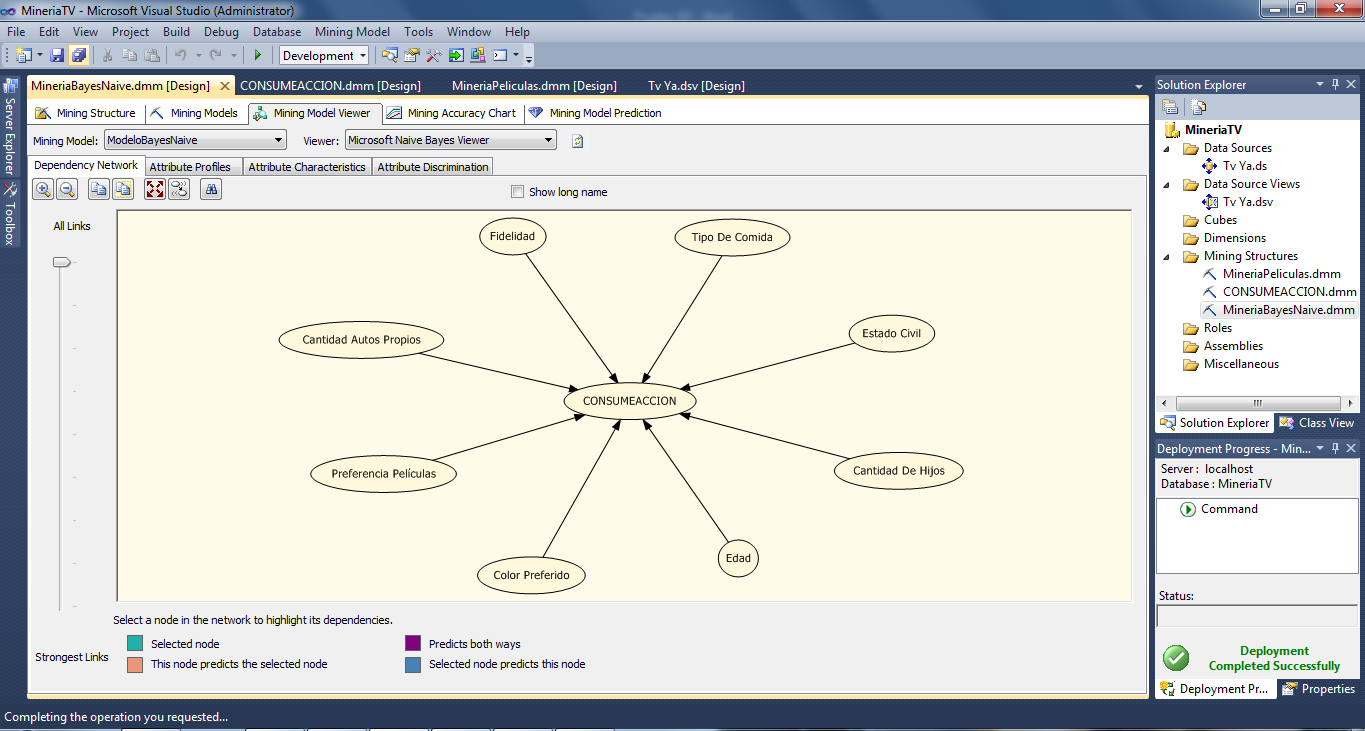 MineriaTV - Microsoft Visual Studio (Administrator)
File Edit View Project Build Debug Database Mining Model Tools Window Help
Development
MineriaBayesNaive.dmm [Design] CONSUMEACCION.dmm [Design] MineriaPeliculas.dmm [Design] Tv Ya.dsv [Design]
Mining Structure Mining Models Mining Model Viewer Mining Accuracy Chart Mining Model Prediction
Mining Model: ModeloBayesNaive Viewer: Microsoft Naive Bayes Viewer
Dependency Network Attribute Profiles Attribute Characteristics Attribute Discrimination
Show long name
Server Explorer
Toolbox
All Links
Strongest Links
Fidelidad
Tipo De Comida
Cantidad Autos Propios
Estado Civil
CONSUMEACCION
Preferencia Películas
Cantidad De Hijos
Color Preferido
Edad
Select a node in the network to highlight its dependencies.
Selected node
Predicts both ways
This node predicts the selected node
Selected node predicts this node
Solution Explorer
MineriaTV
Data Sources
Tv Ya.ds
Data Source Views
Tv Ya.dsv
Cubes
Dimensions
Mining Structures
MineriaPeliculas.dmm
CONSUMEACCION.dmm
MineriaBayesNaive.dmm
Roles
Assemblies
Miscellaneous
Solution Explorer Class View
Deployment Progress - Min...
Server : localhost
Database : MineriaTV
Command
Status:
Deployment
Completed Successfully
Deployment Pr... Properties
Completing the operation you requested...